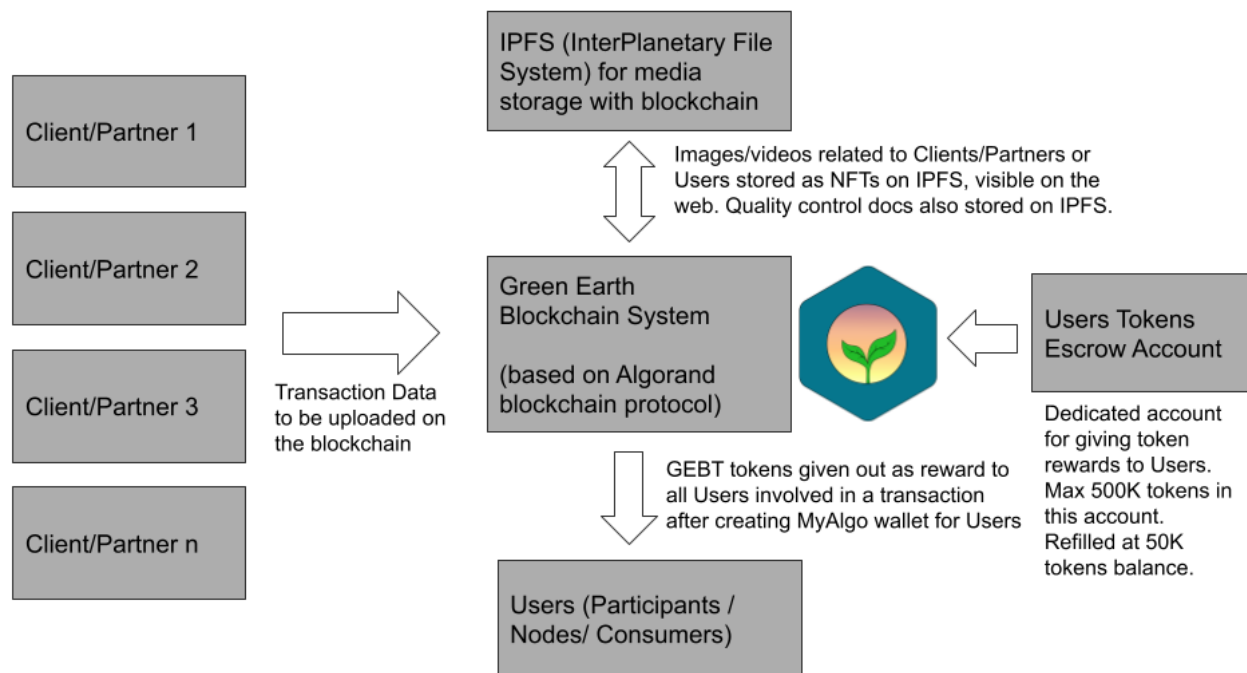 Client/Partner 1
Client/Partner 2
Client/Partner 3
Client/Partner n
Transaction Data
to be uploaded on
the blockchain
IPFS (InterPlanetary File
System) for media
storage with blockchain
Images/videos related to Clients/Partners or
Users stored as NFTs on IPFS, visible on the
web. Quality control docs also stored on IPFS.
Green Earth
Blockchain System
(based on Algorand
blockchain protocol)
GEBT tokens given out as reward to
all Users involved in a transaction
after creating MyAlgo wallet for Users
Users (Participants /
Nodes/ Consumers)
Users Tokens
Escrow Account
Dedicated account
for giving token
rewards to Users.
Max 500K tokens in
this account.
Refilled at 50K
tokens balance.